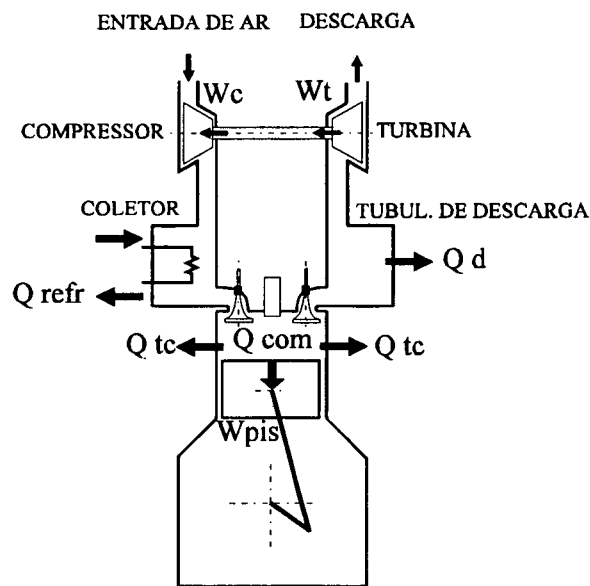 ENTRADA DE AR
DESCARGA
Wc
Wt
COMPRESSOR
TURBINA
COLETOR
TUBUL. DE DESCARGA
Q d
Q refr
Q tc
Q com
Q tc
Wpis